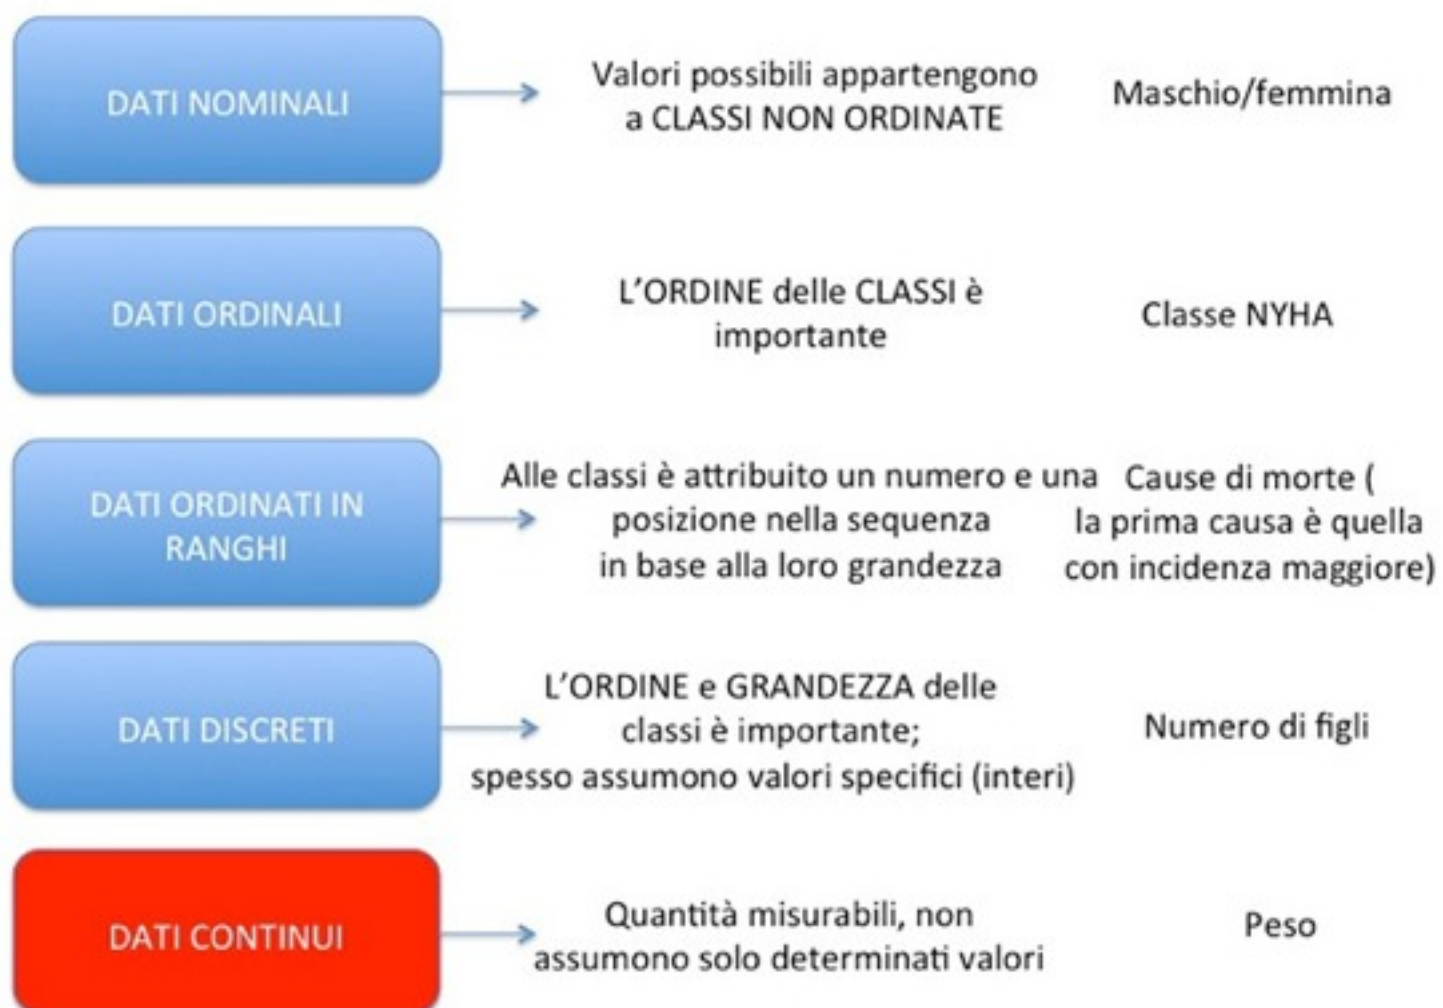 DATI NOMINALI
Valori possibili appartengono
a CLASSI NON ORDINATE
Maschio/femmina
DATI ORDINALI
L'ORDINE delle CLASSI è
importante
Classe NYHA
DATI ORDINATI IN
RANGHI
Alle classi è attribuito un numero e una
posizione nella sequenza
in base alla loro grandezza
Cause di morte (
la prima causa è quella
con incidenza maggiore)
DATI DISCRETI
L'ORDINE e GRANDEZZA delle
classi è importante;
spesso assumono valori specifici (interi)
Numero di figli
DATI CONTINUI
Quantità misurabili, non
assumono solo determinati valori
Peso